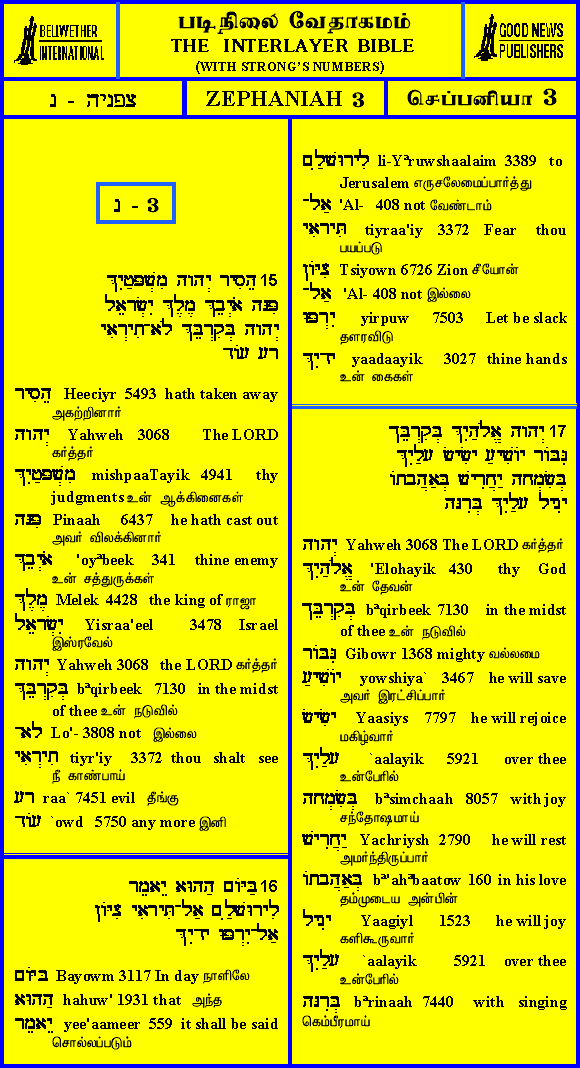 BELLWETHER
INTERNATIONAL
படிநிலை வேதாகமம்
THE INTERLAYER BIBLE
(WITH STRONG'S NUMBERS)
GOOD NEWS
PUBLISHERS
צפניה - נ
ZEPHANIAH 3
செப்பனியா 3
נ - 3
15 הֵסִיר יְהוָה מִשְׁפָּטַיִךְ
פִּנָּה אֹיְבֵךְ מֶלֶךְ יִשְׂרָאֵל
יְהוָה בְּקִרְבֵּךְ לֹא־תִירְאִי
רע עוֹד
הֵסִיר Heeciyr 5493 hath taken away
அகற்றினார்
יְהוָה Yahweh 3068 The LORD
கர்த்தர்
מִשְׁפָּטַיִךְ mishpaaTayik 4941 thy
judgments உன் ஆக்கினைகள்
פִּנָּה Pinaah 6437 he hath cast out
அவர் விலக்கினார்
אֹיְבֵךְ 'oyªbeek 341 thine enemy
உன் சத்துருக்கள்
מֶלֶךְ Melek 4428 the king of ராஜா
יִשְׂרָאֵל Yisraa'eel 3478 Israel
இஸ்ரவேல்
יְהוָה Yahweh 3068 the LORD கர்த்தர்
בְּקִרְבֵּךְ bªqirbeek 7130 in the midst
of thee உன் நடுவில்
לֹא־ Lo'- 3808 not இல்லை
תִירְאִי tiyr'iy 3372 thou shalt see
நீ காண்பாய்
רע raa` 7451 evil தீங்கு
עוֹד `owd 5750 any more இனி
16 בַּיּוֹם הַהוּא יֵאָמֵר
לִירוּשָׁלִַם אַל־תִּירָאִי צִיּוֹן
אַל־יִרְפּוּ יָדָיִךְ
בַּיּוֹם Bayowm 3117 In day நாளிலே
הַהוּא hahuw' 1931 that அந்த
יֵאָמֵר yee'aameer 559 it shall be said
சொல்லப்படும்
לִירוּשָׁלִַם li-Yªruwshaalaim 3389 to
Jerusalem எருசலேமைப்பார்த்து
אַל־ 'Al- 408 not வேண்டாம்
תִּירָאִי tiyraa'iy 3372 Fear thou
பயப்படு
צִיּוֹן Tsiyown 6726 Zion சீயோன்
אַל־ 'Al- 408 not இல்லை
יִרְפּוּ yirpuw 7503 Let be slack
தளரவிடு
יָדָיִךְ yaadaayik 3027 thine hands
உன் கைகள்
17 יְהוָה אֱלֹהַיִךְ בְּקִרְבֵּךְ
גִּבּוֹר יוֹשִׁיעַ יָשִׂישׂ עָלַיִךְ
בְּשִׂמְחָה יַחֲרִישׁ בְּאַהֲבָתוֹ
יָגִיל עָלַיִךְ בְּרִנָּה
יְהוָה Yahweh 3068 The LORD கர்த்தர்
אֱלֹהַיִךְ 'Elohayik 430 thy God
உன் தேவன்
בְּקִרְבֵּךְ bªqirbeek 7130 in the midst
of thee உன் நடுவில்
גִּבּוֹר Gibowr 1368 mighty வல்லமை
יוֹשִׁיעַ yowshiya` 3467 he will save
அவர் இரட்சிப்பார்
יָשִׂישׂ Yaasiys 7797 he will rejoice
மகிழ்வார்
עָלַיִךְ `aalayik 5921 over thee
உன்பேரில்
בְּשִׂמְחָה bªsimchaah 8057 with joy
சந்தோஷமாய்
יַחֲרִישׁ Yachriysh 2790 he will rest
அமர்ந்திருப்பார்
בְּאַהֲבָתוֹ bª'ahªbaatow 160 in his love
தம்முடைய அன்பின்
יָגִיל Yaagiyl 1523 he will joy
களிகூருவார்
עָלַיִךְ `aalayik 5921 over thee
உன்பேரில்
בְּרִנָּה bªrinaah 7440 with singing
கெம்பீரமாய்